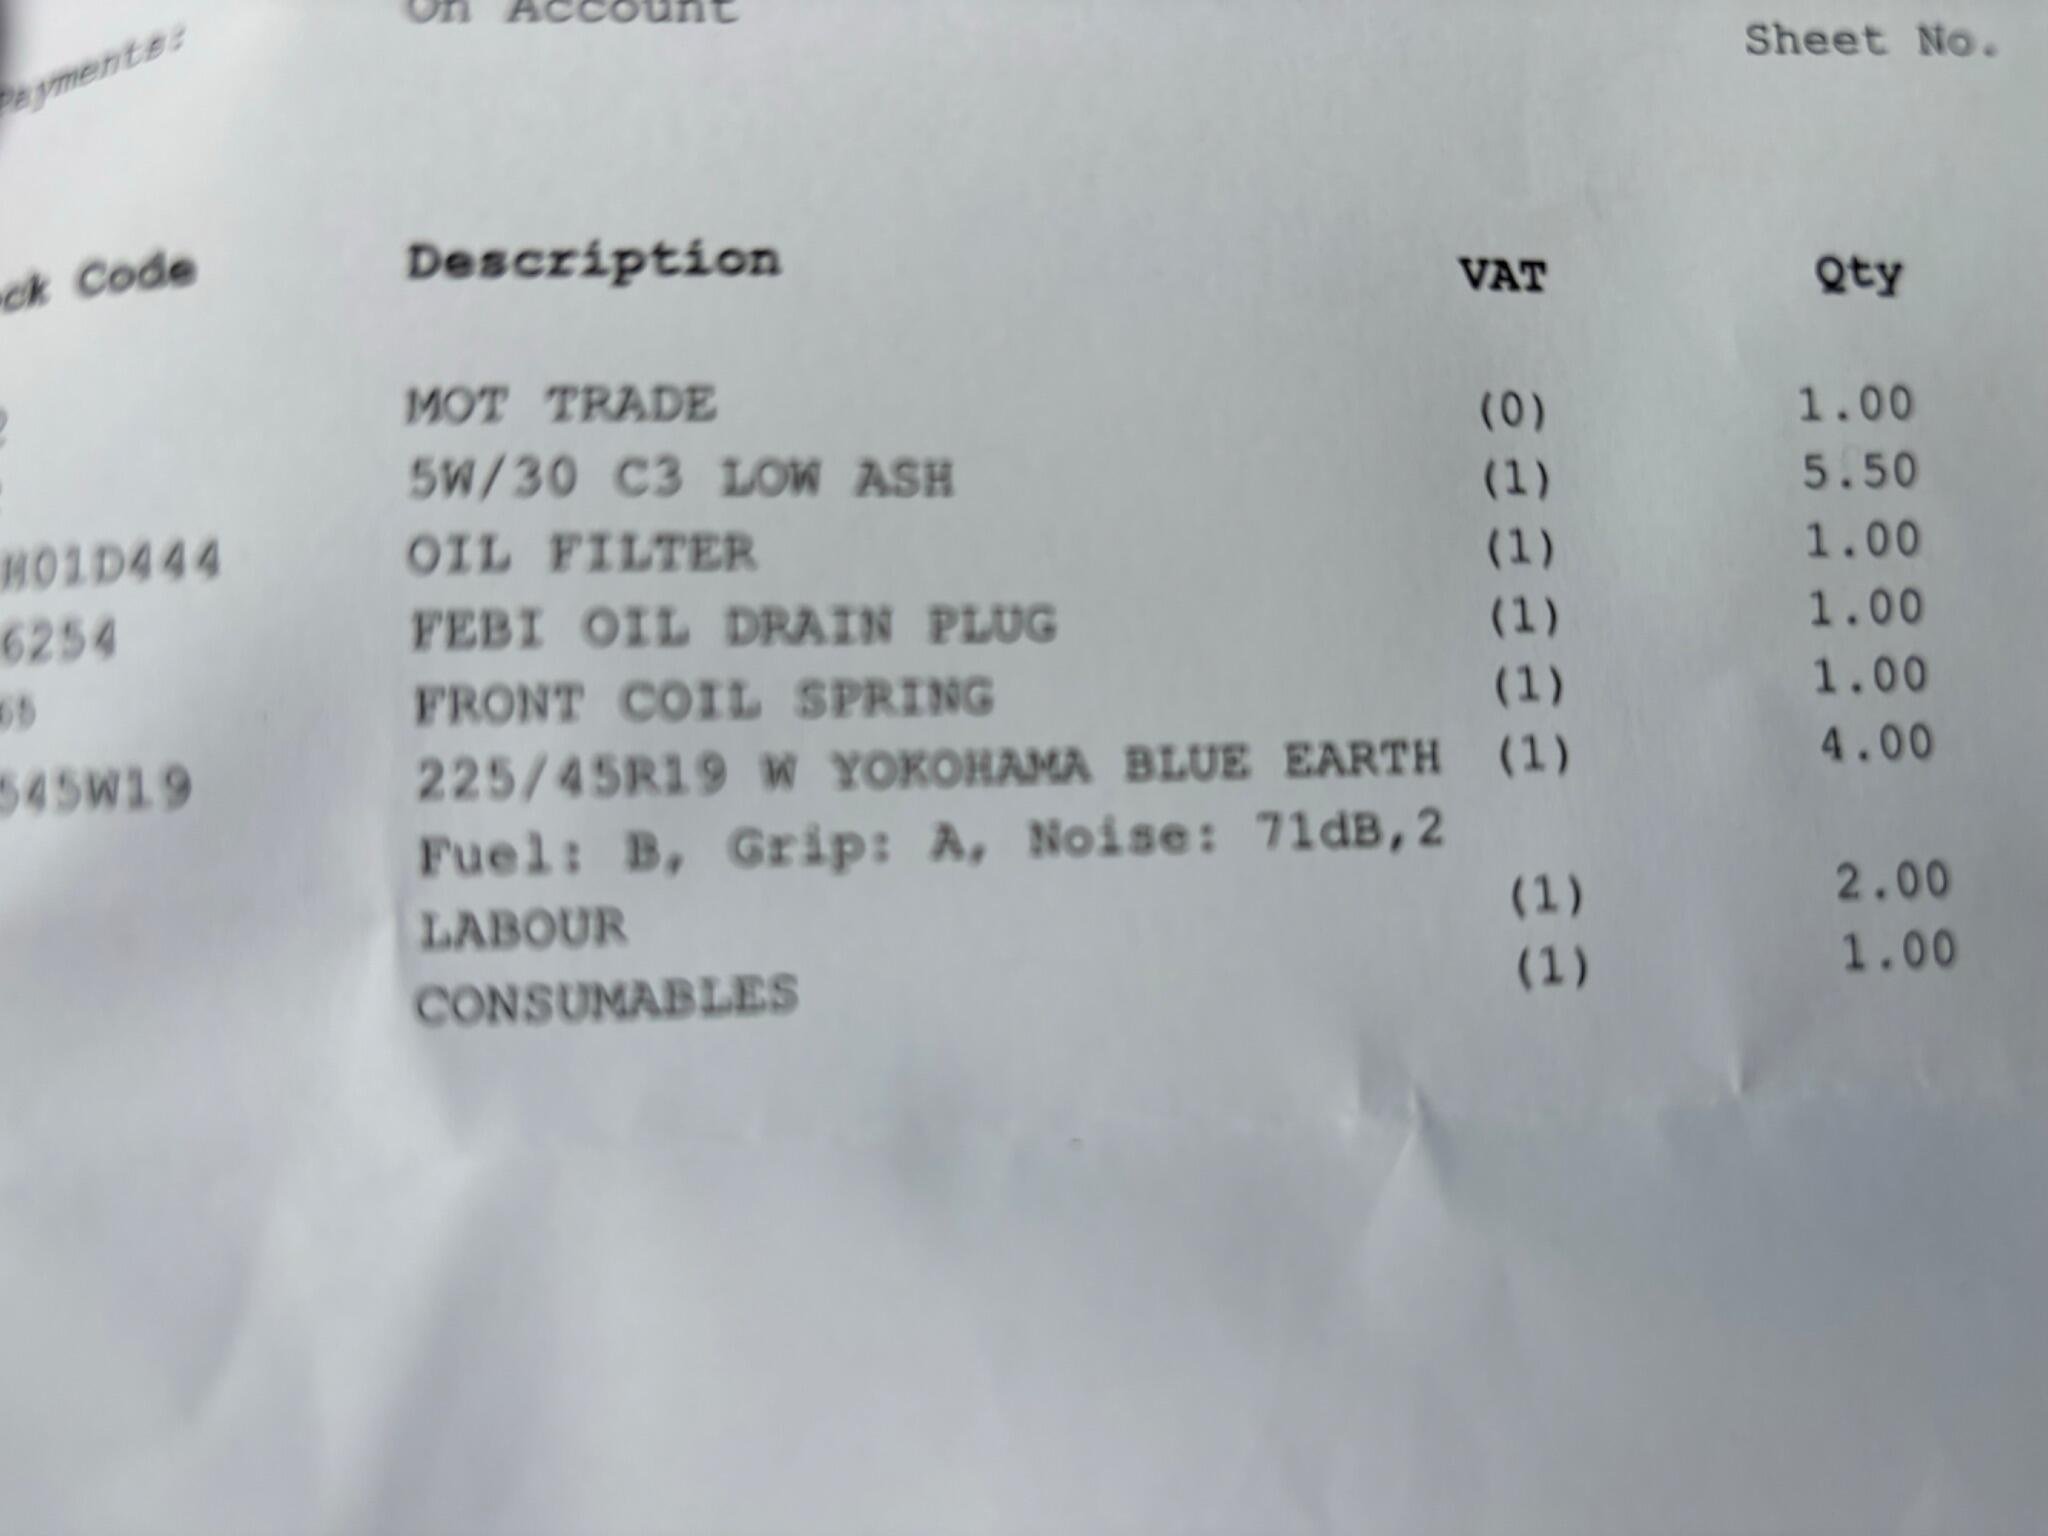 On Account
Payments:
Sheet No.
ck Code Description VAT Qty
MOT TRADE (0) 1.00
5W/30 C3 LOW ASH (1) 5.50
H01D444 OIL FILTER (1) 1.00
6254 FEBI OIL DRAIN PLUG (1) 1.00
65 FRONT COIL SPRING (1) 1.00
545W19 225/45R19 W YOKOHAMA BLUE EARTH (1) 4.00
Fuel: B, Grip: A, Noise: 71dB,2
LABOUR (1) 2.00
CONSUMABLES (1) 1.00